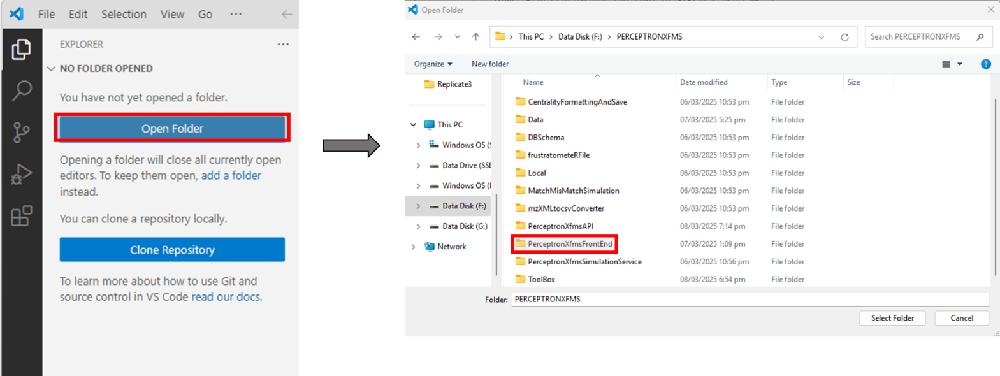 File Edit Selection View Go ···
EXPLORER ···
NO FOLDER OPENED
You have not yet opened a folder.
Open Folder
Opening a folder will close all currently open
editors. To keep them open, add a folder
instead.
You can clone a repository locally.
Clone Repository
To learn more about how to use Git and
source control in VS Code read our docs.
Open Folder
This PC > Data Disk (F:) > PERCEPTRONXFMS
Search PERCEPTRONXFMS
Organize New folder
Replicate3
This PC
Windows OS (
Data Drive (SSD
Windows OS (
Data Disk (F:)
Data Disk (G:)
Network
Name Date modified Type Size
CentralityFormattingAndSave 06/03/2025 10:53 pm File folder
Data 07/03/2025 5:25 pm File folder
DBSchema 06/03/2025 10:53 pm File folder
frustratometeRFile 06/03/2025 10:53 pm File folder
Local 06/03/2025 10:53 pm File folder
MatchMisMatchSimulation 06/03/2025 10:53 pm File folder
mzXMLtocsvConverter 06/03/2025 10:53 pm File folder
PerceptronXfmsAPI 08/03/2025 7:14 pm File folder
PerceptronXfmsFrontEnd 07/03/2025 1:09 pm File folder
PerceptronXfmsSimulationService 06/03/2025 10:56 pm File folder
ToolBox 08/03/2025 6:54 pm File folder
Folder: PERCEPTRONXFMS
Select Folder Cancel